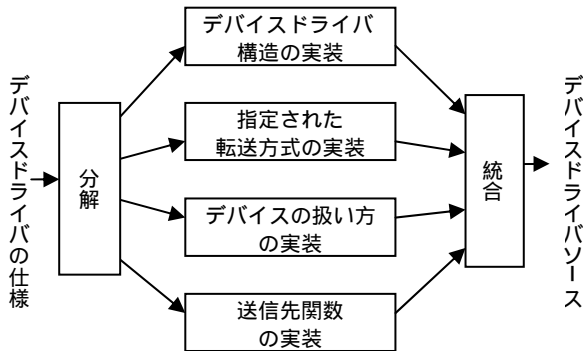 デバイスドライバの仕様
分解
デバイスドライバ
構造の実装
指定された
転送方式の実装
デバイスの扱い方
の実装
送信先関数
の実装
統合
デバイスドライバソース